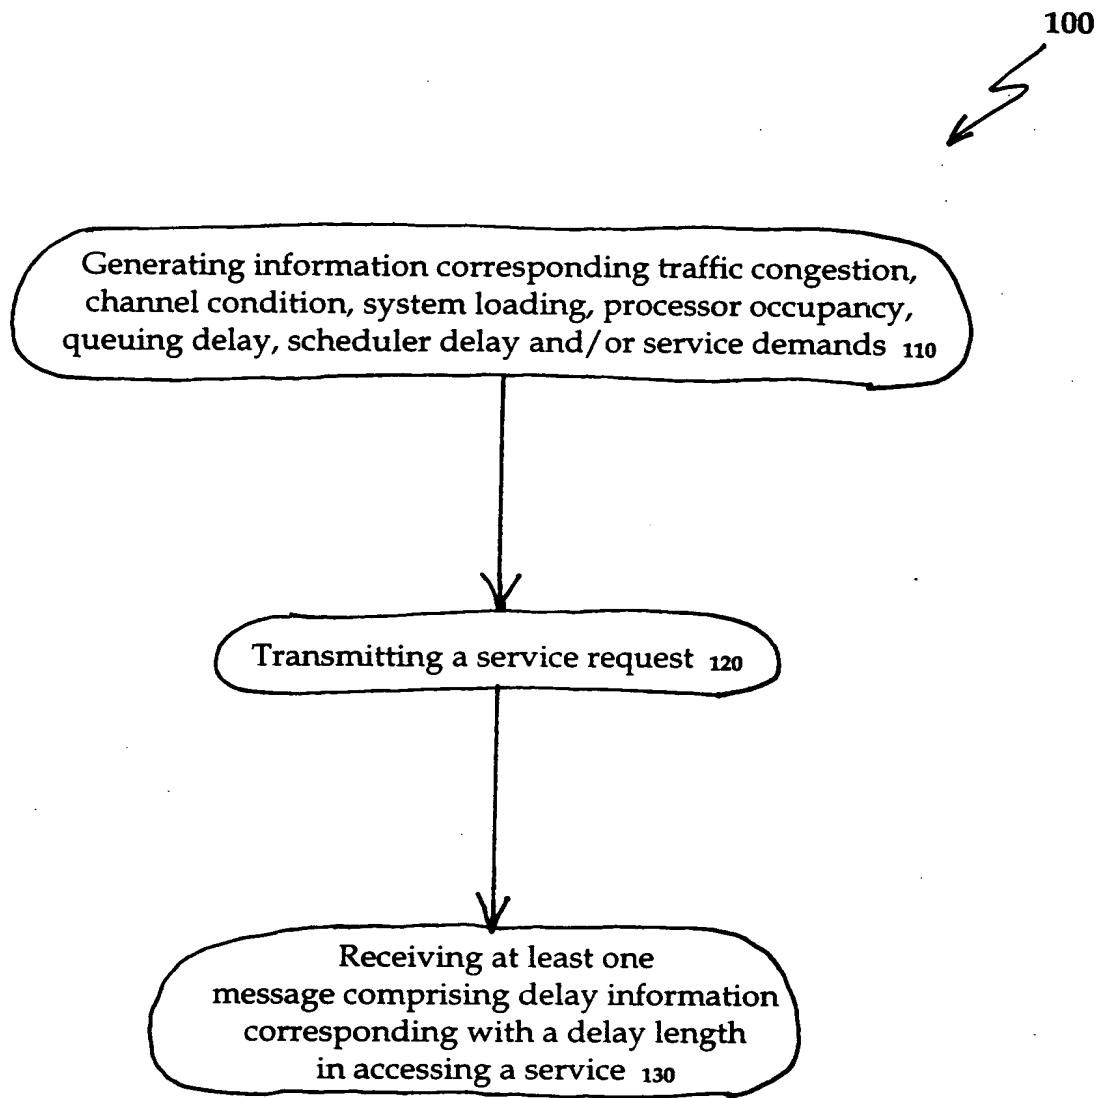 100
Generating information corresponding traffic congestion,
channel condition, system loading, processor occupancy,
queuing delay, scheduler delay and/or service demands 110
Transmitting a service request 120
Receiving at least one
message comprising delay information
corresponding with a delay length
in accessing a service 130